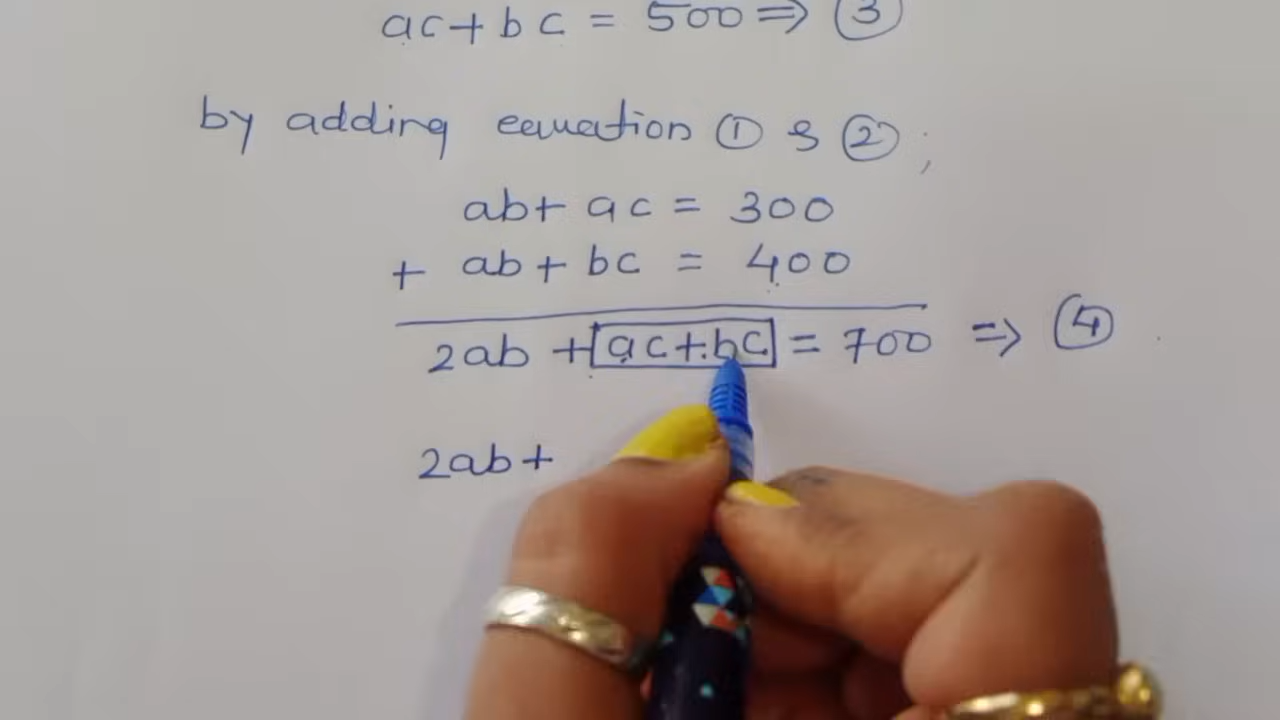 ac+bc = 500 ⇒ ③
by adding eeuation ① & ② ;
ab+ ac = 300
+ ab+ bc = 400
2ab + ac+bc = 700 ⇒ ④
2ab+